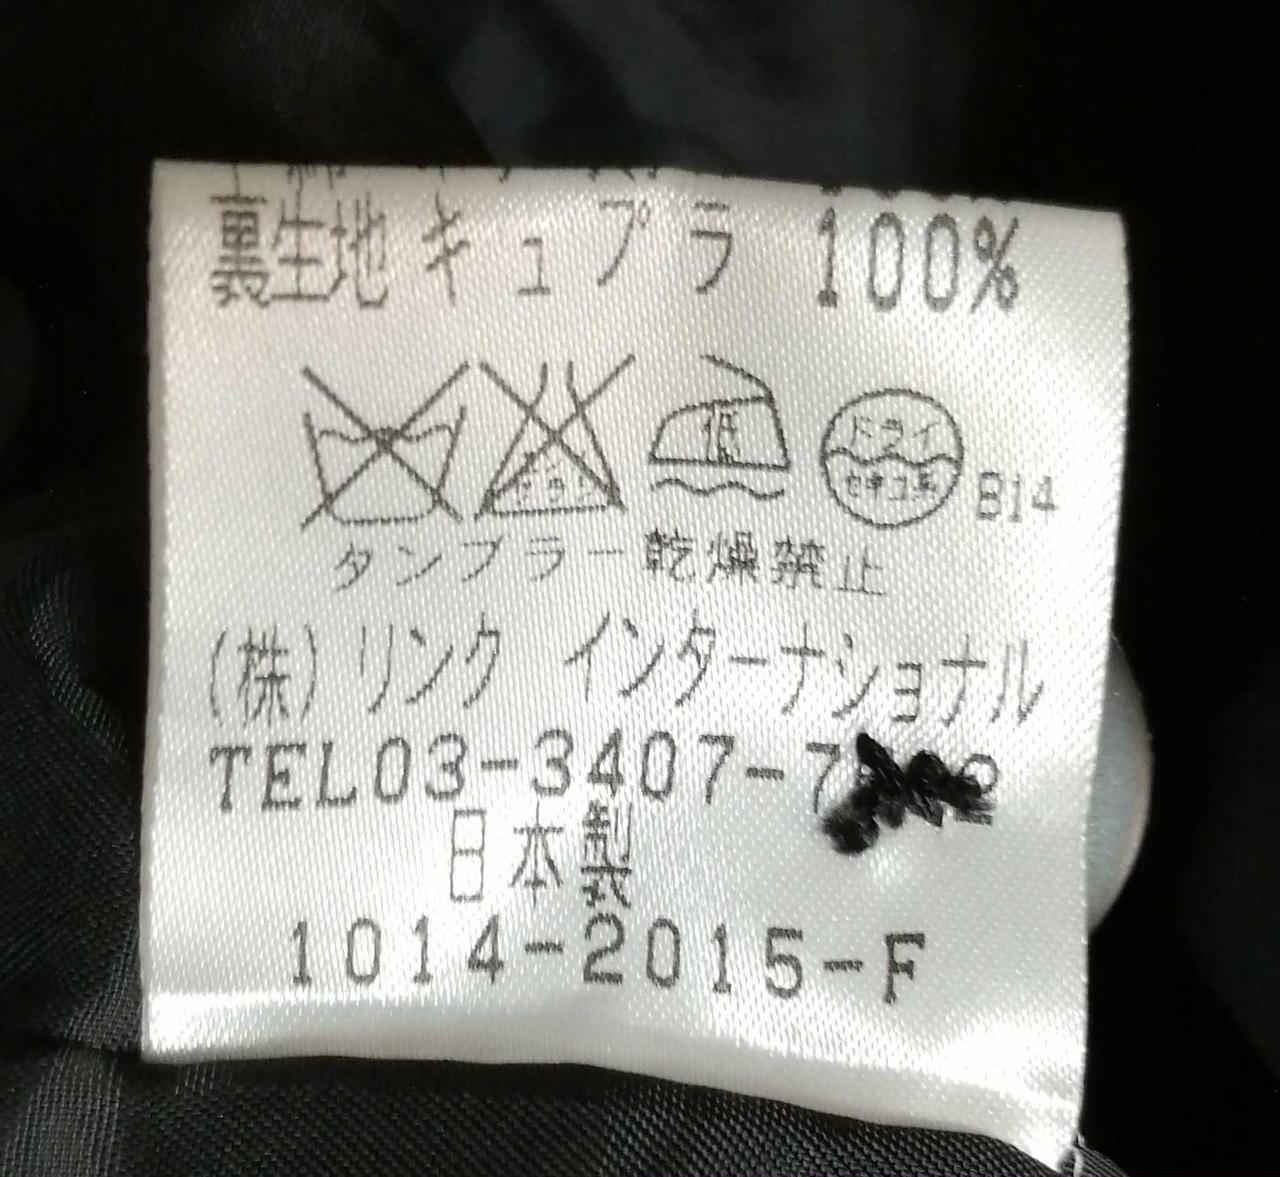 裏生地キュプラ 100%
低 ドライ セキユ系 B14
タンブラー乾燥禁止
(株)リンク インターナショナル
TEL03-3407-7
日本製
1014-2015-F